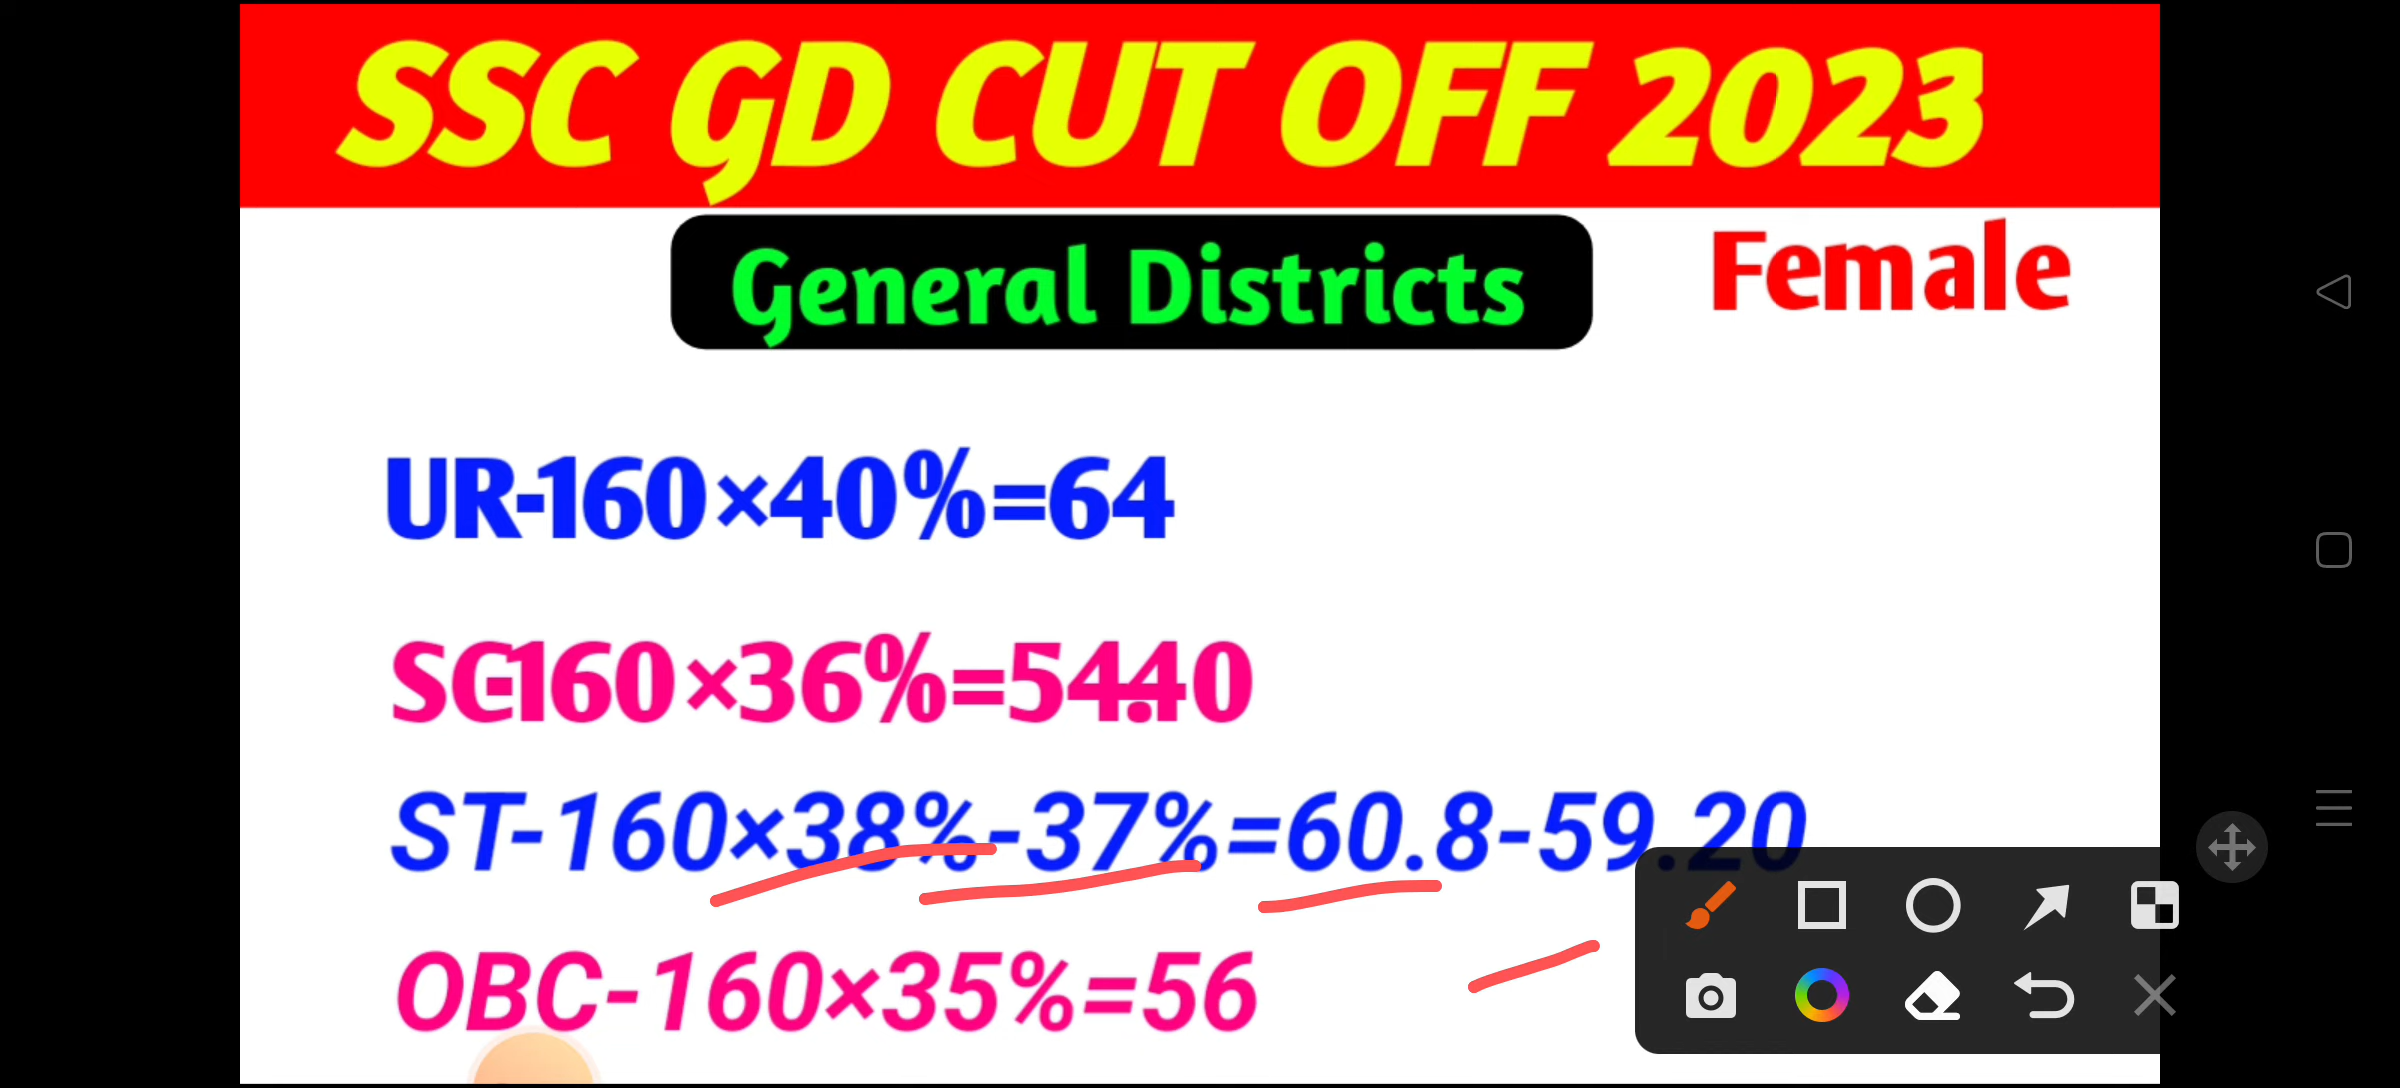 SSC GD CUT OFF 2023
General Districts
Female
UR-160×40%=64
SC-160×36%=54.40
ST-160×38%-37%=60.8-59.20
OBC-160×35%=56